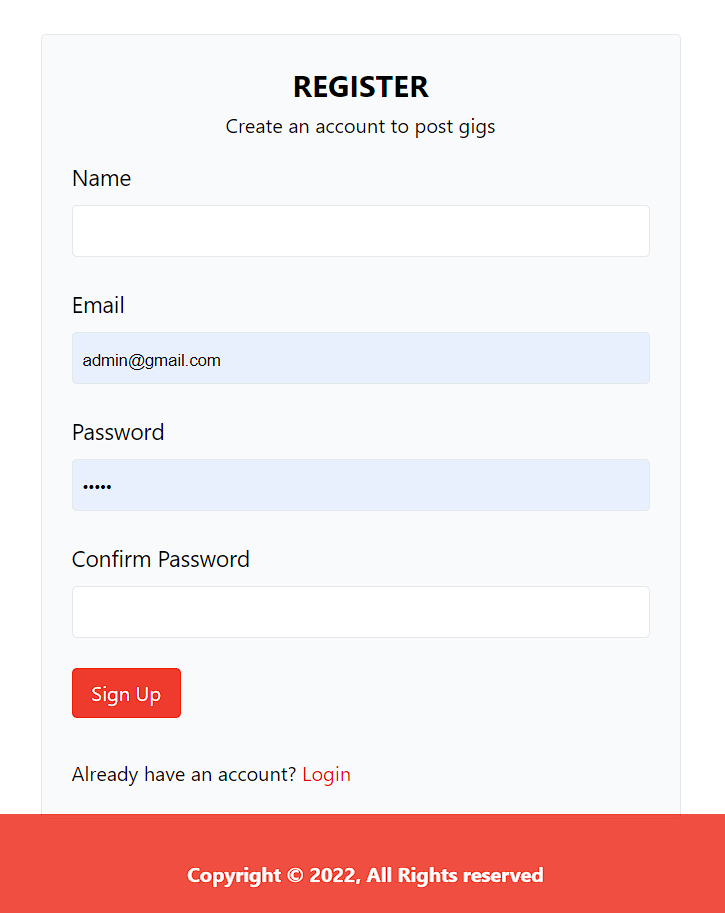 REGISTER
Create an account to post gigs
Name
Email
admin@gmail.com
Password
•••••
Confirm Password
Sign Up
Already have an account? Login
Copyright © 2022, All Rights reserved